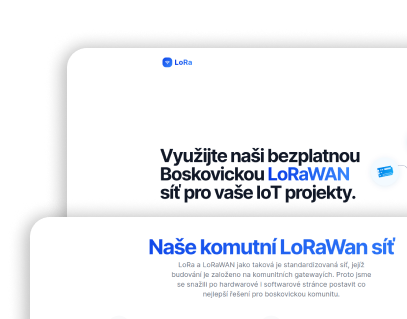 LoRa
Využijte naši bezplatnou
Boskovickou LoRaWAN
síť pro vaše IoT projekty.
Naše komutní LoRaWan síť
LoRa a LoRaWAN jako taková je standardizovaná síť, jejíž
budování je založeno na komunitních gatewayích. Proto jsme
se snažili po hardwarové i softwarové stránce postavit co
nejlepší řešení pro boskovickou komunitu.